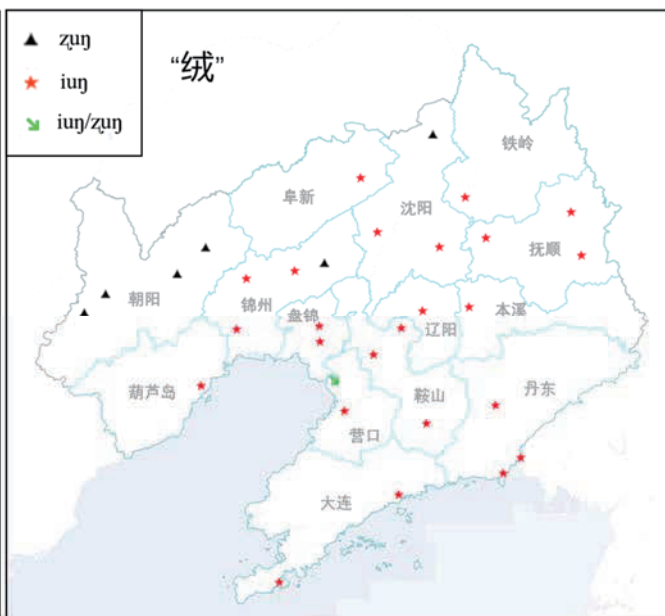 ʐuŋ
iuŋ
iuŋ/ʐuŋ
“绒”
铁岭
阜新
沈阳
抚顺
朝阳
锦州
盘锦
辽阳
本溪
葫芦岛
鞍山
丹东
营口
大连